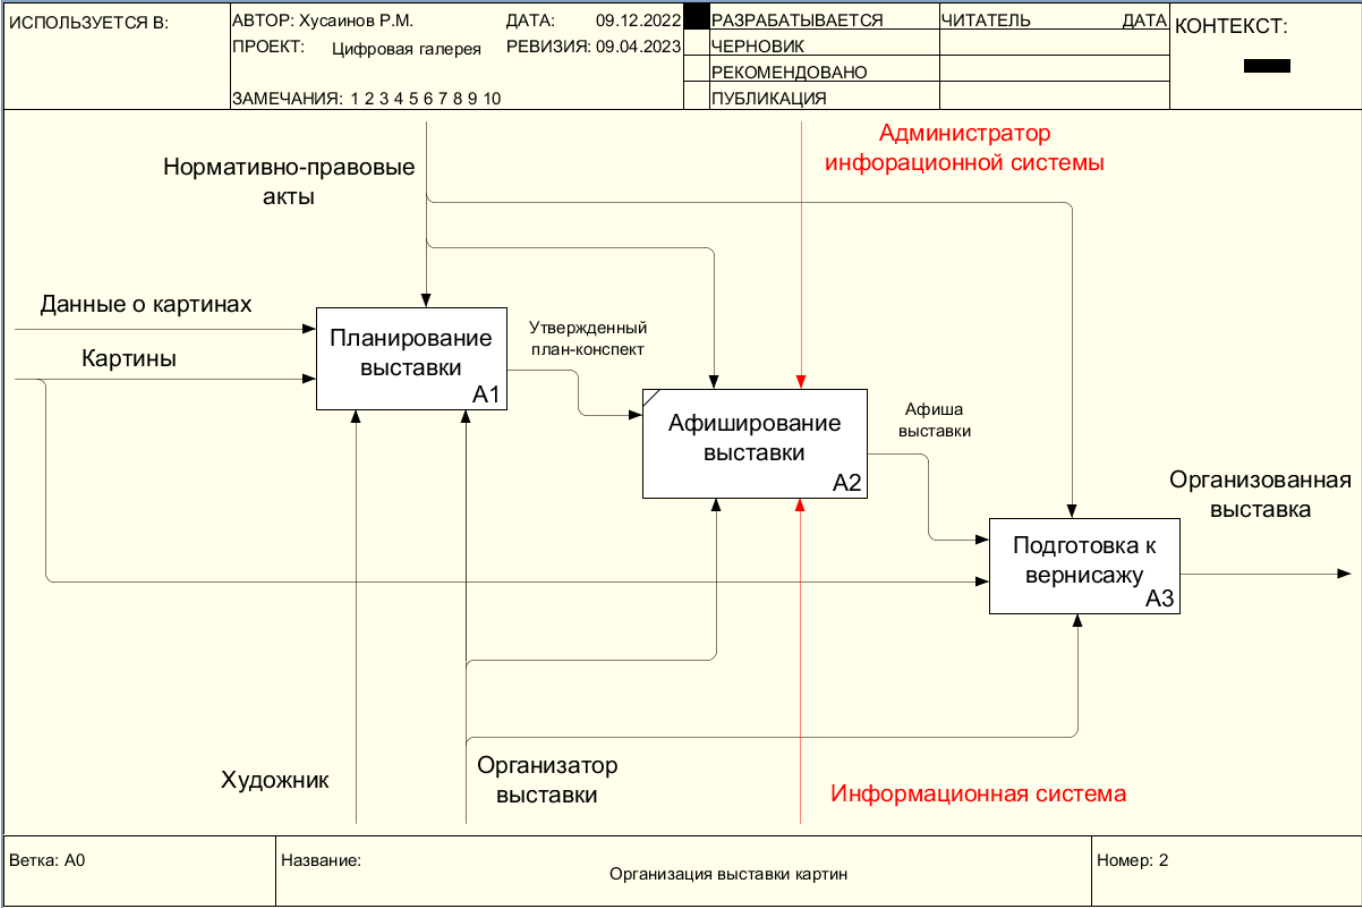 ИСПОЛЬЗУЕТСЯ В:
АВТОР: Хусаинов Р.М.
ДАТА: 09.12.2022
ПРОЕКТ: Цифровая галерея
РЕВИЗИЯ: 09.04.2023
ЗАМЕЧАНИЯ: 1 2 3 4 5 6 7 8 9 10
РАЗРАБАТЫВАЕТСЯ
ЧЕРНОВИК
РЕКОМЕНДОВАНО
ПУБЛИКАЦИЯ
ЧИТАТЕЛЬ
ДАТА
КОНТЕКСТ:
Администратор
инфорационной системы
Нормативно-правовые
акты
Данные о картинах
Картины
Планирование
выставки
A1
Утвержденный
план-конспект
Афиширование
выставки
A2
Афиша
выставки
Подготовка к
вернисажу
A3
Организованная
выставка
Художник
Организатор
выставки
Информационная система
Ветка: A0
Название:
Организация выставки картин
Номер: 2